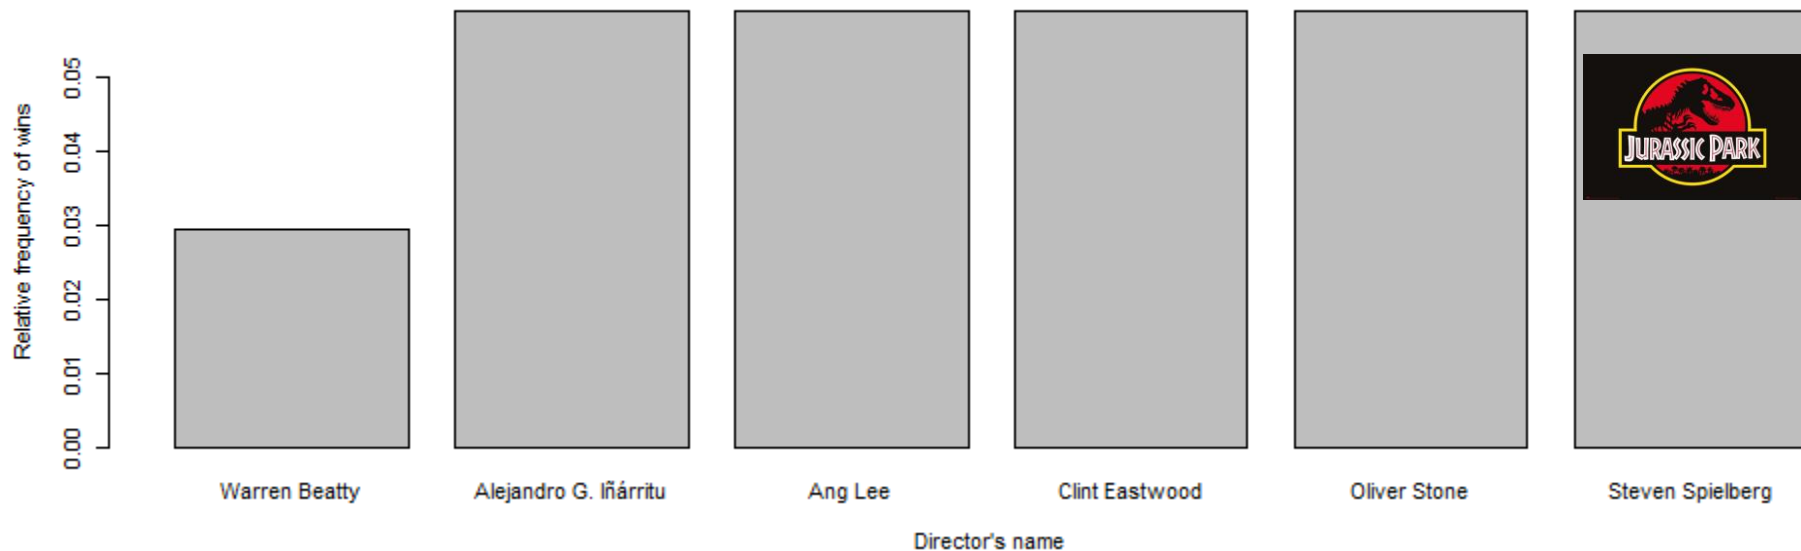 Relative frequency of wins
0.05
0.04
0.03
0.02
0.01
0.00
JURASSIC PARK
Warren Beatty
Alejandro G. Iñárritu
Ang Lee
Clint Eastwood
Oliver Stone
Steven Spielberg
Director's name